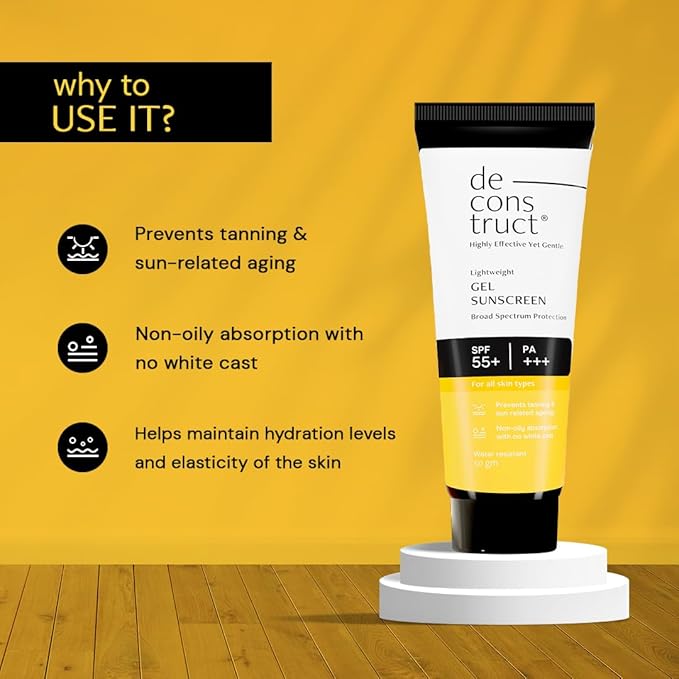 why to
USE IT?
Prevents tanning &
sun-related aging
Non-oily absorption with
no white cast
Helps maintain hydration levels
and elasticity of the skin
de
cons
truct®
Highly Effective Yet Gentle
Lightweight
GEL
SUNSCREEN
Broad Spectrum Protection
SPF
55+
PA
+++
For all skin types
Prevents tanning &
sun related ageing
Non-oily absorption
with no white cast
Water resistant
50 gm